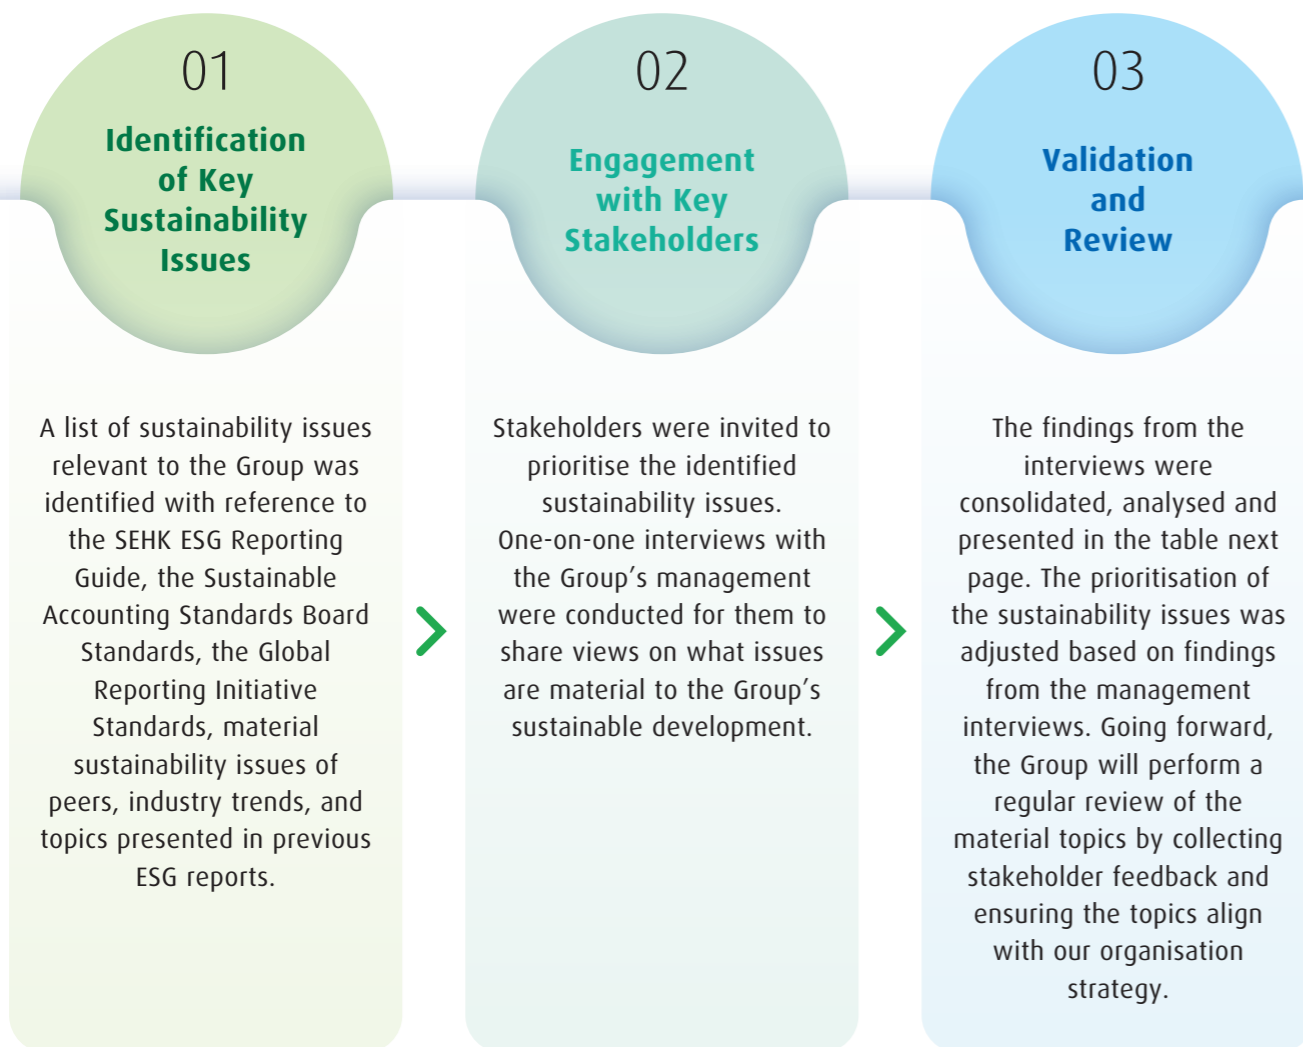 01
Identification
of Key
Sustainability
Issues
A list of sustainability issues
relevant to the Group was
identified with reference to
the SEHK ESG Reporting
Guide, the Sustainable
Accounting Standards Board
Standards, the Global
Reporting Initiative
Standards, material
sustainability issues of
peers, industry trends, and
topics presented in previous
ESG reports.
02
Engagement
with Key
Stakeholders
Stakeholders were invited to
prioritise the identified
sustainability issues.
One-on-one interviews with
the Group’s management
were conducted for them to
share views on what issues
are material to the Group’s
sustainable development.
03
Validation
and
Review
The findings from the
interviews were
consolidated, analysed and
presented in the table next
page. The prioritisation of
the sustainability issues was
adjusted based on findings
from the management
interviews. Going forward,
the Group will perform a
regular review of the
material topics by collecting
stakeholder feedback and
ensuring the topics align
with our organisation
strategy.